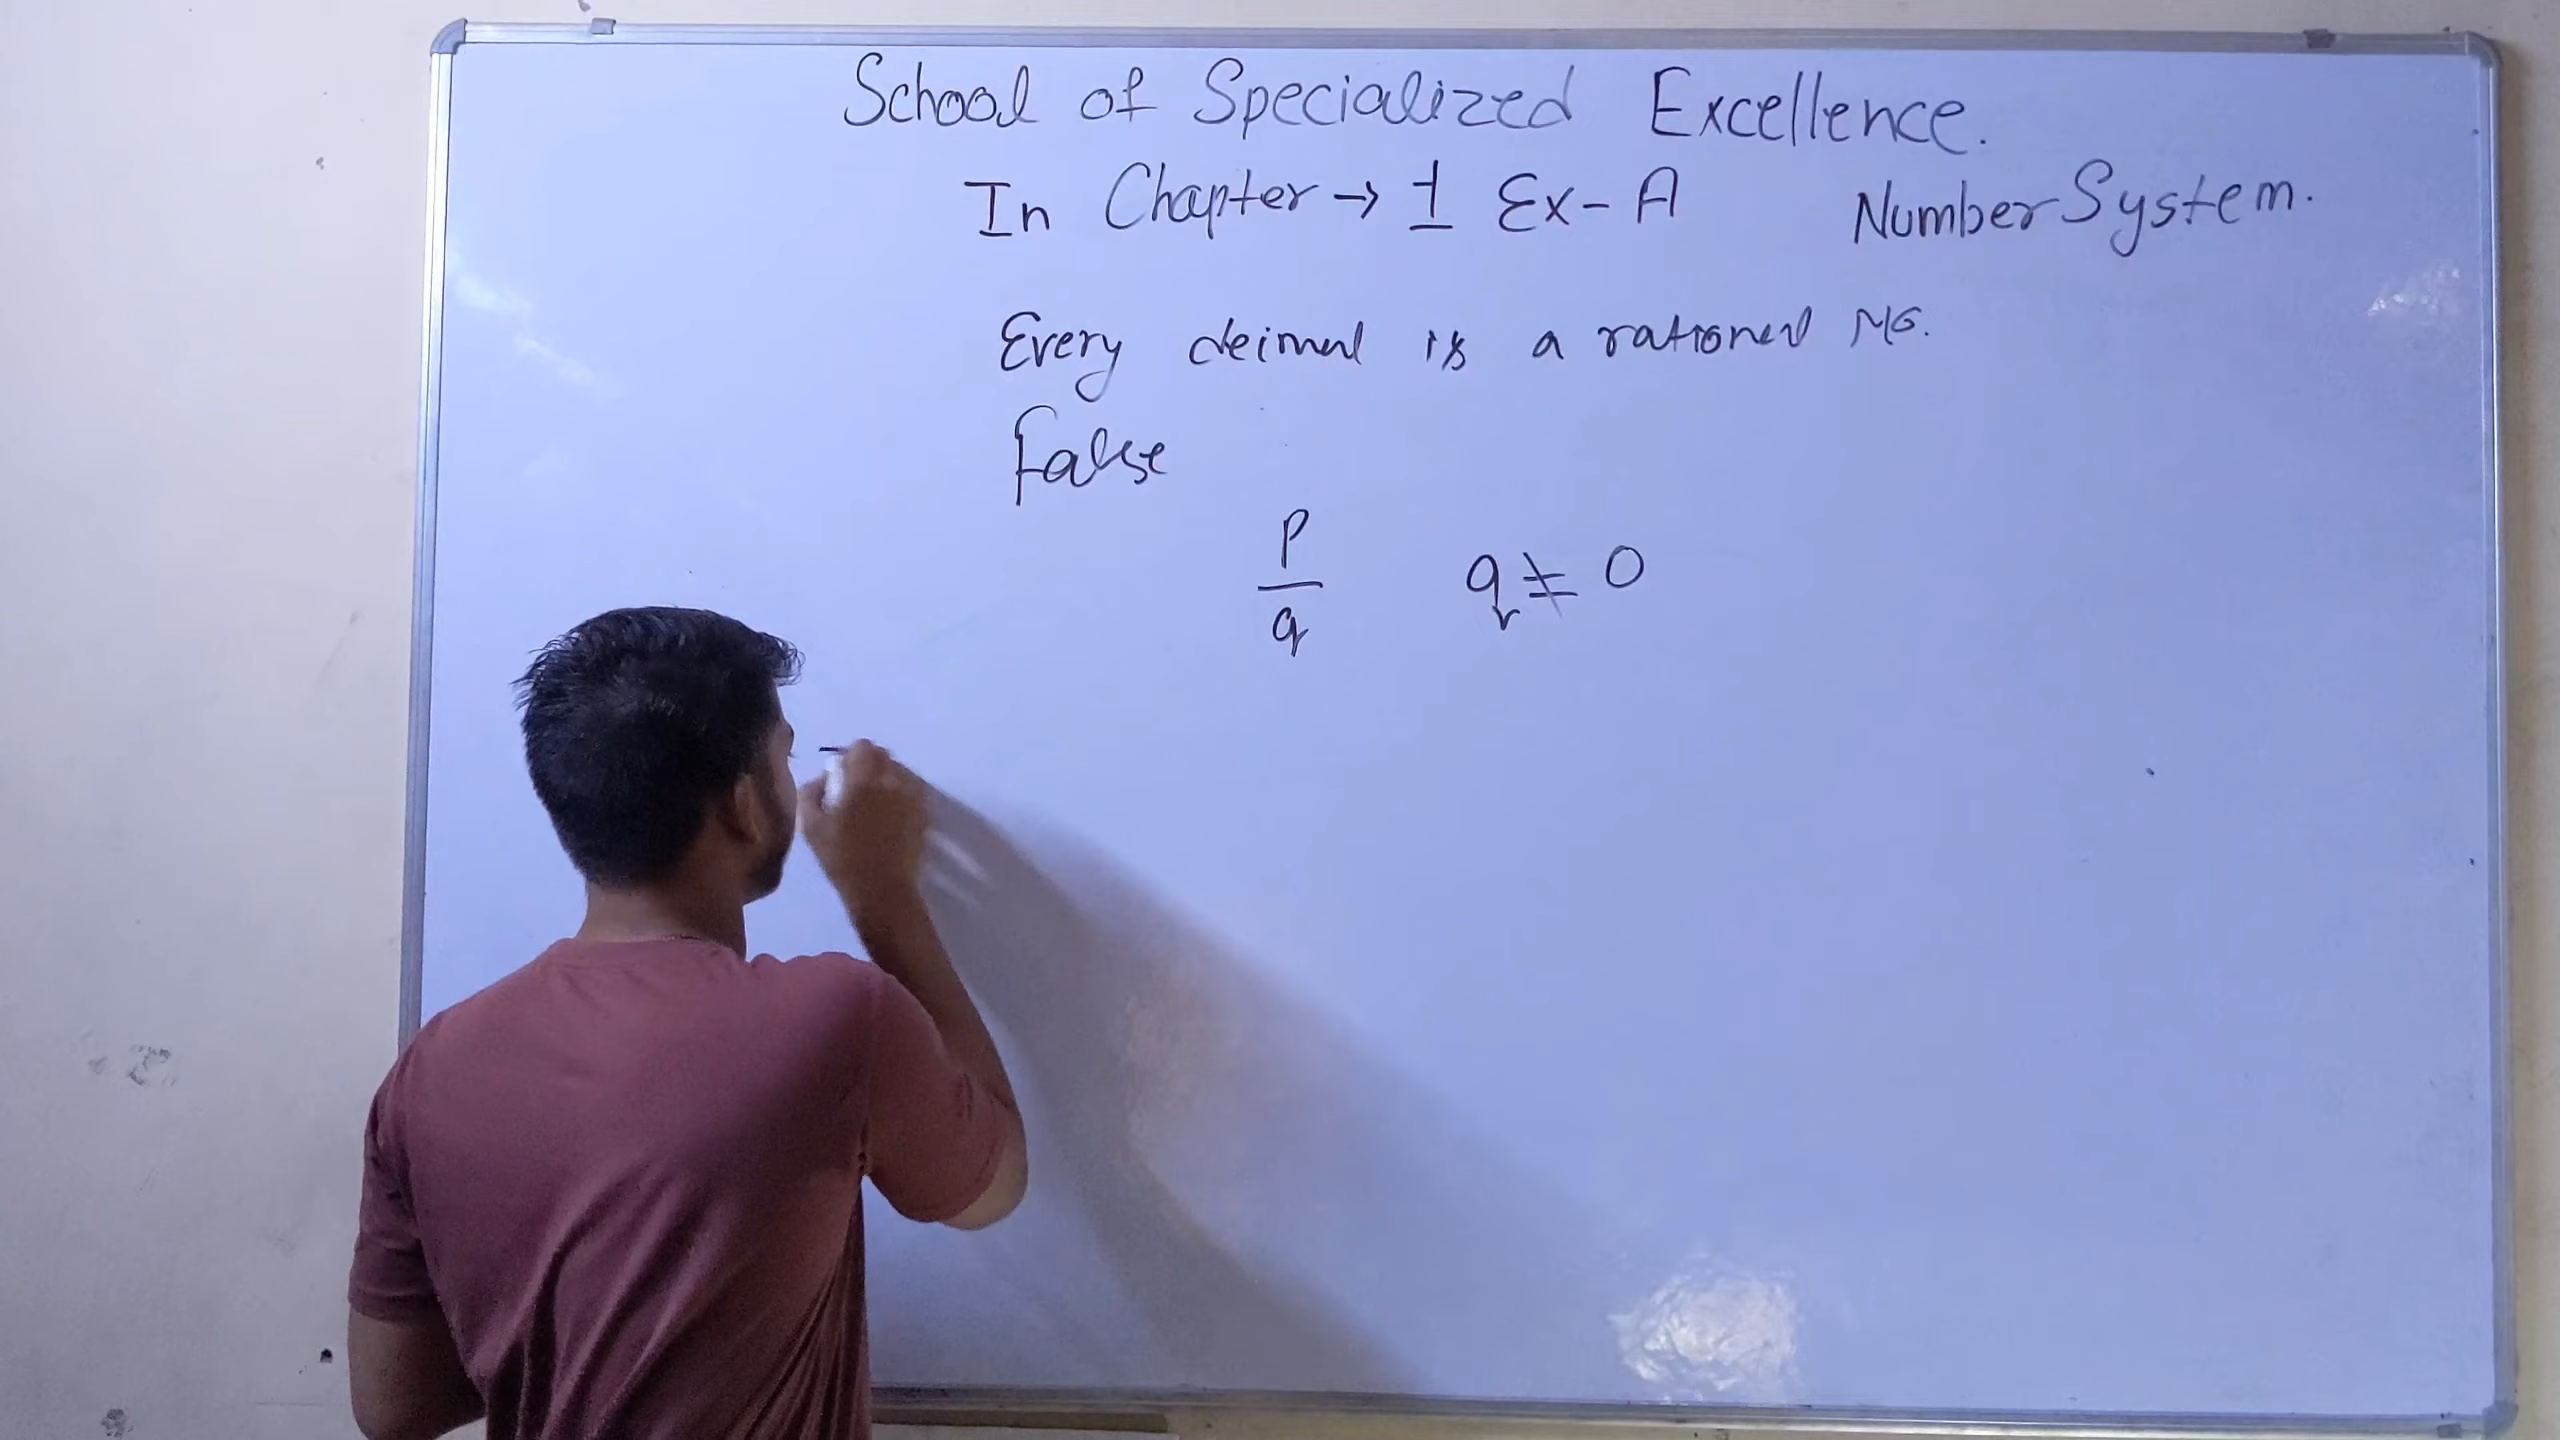 School of Specialized Excellence.
In Chapter → 1 Ex-A Number System.
Every deimal is a rational No.
False
p
q
q ≠ 0